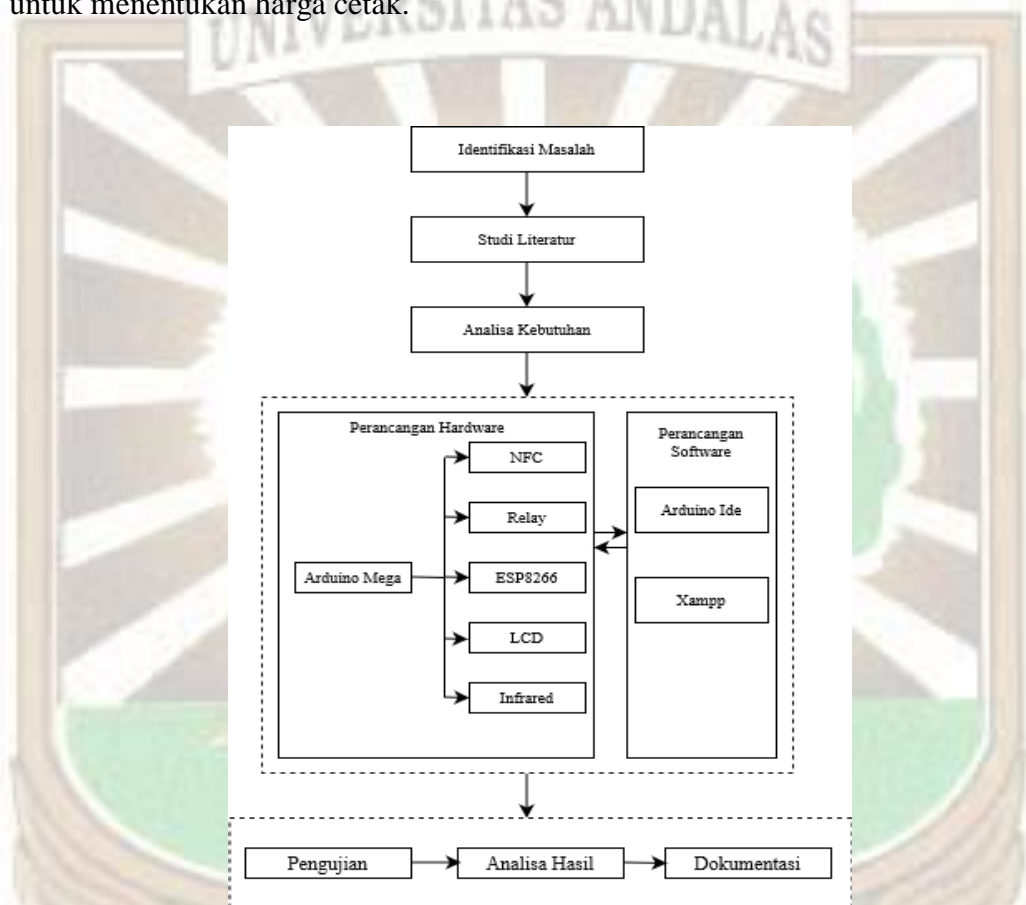 untuk menentukan harga cetak.
UNIVERSITAS ANDALAS
Identifikasi Masalah
Studi Literatur
Analisa Kebutuhan
Perancangan Hardware
NFC
Relay
Arduino Mega
ESP8266
LCD
Infrared
Perancangan
Software
Arduino Ide
Xampp
Pengujian
Analisa Hasil
Dokumentasi